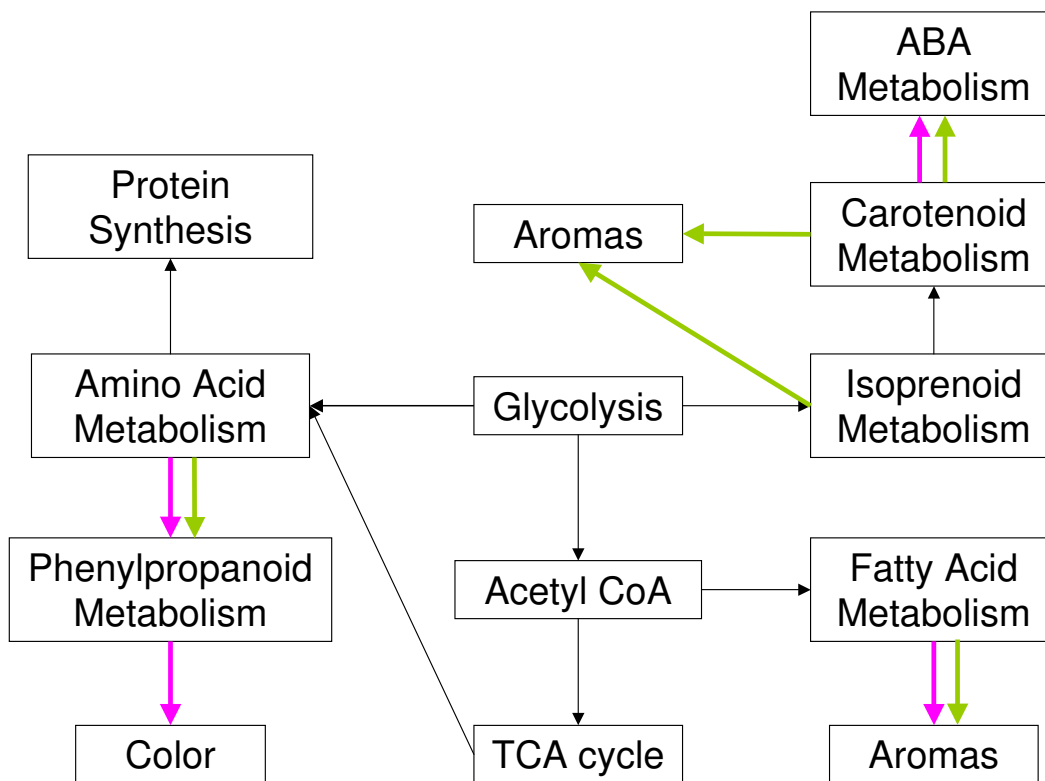 ABA
Metabolism
Protein
Synthesis
Aromas
Carotenoid
Metabolism
Amino Acid
Metabolism
Glycolysis
Isoprenoid
Metabolism
Phenylpropanoid
Metabolism
Acetyl CoA
Fatty Acid
Metabolism
Color
TCA cycle
Aromas